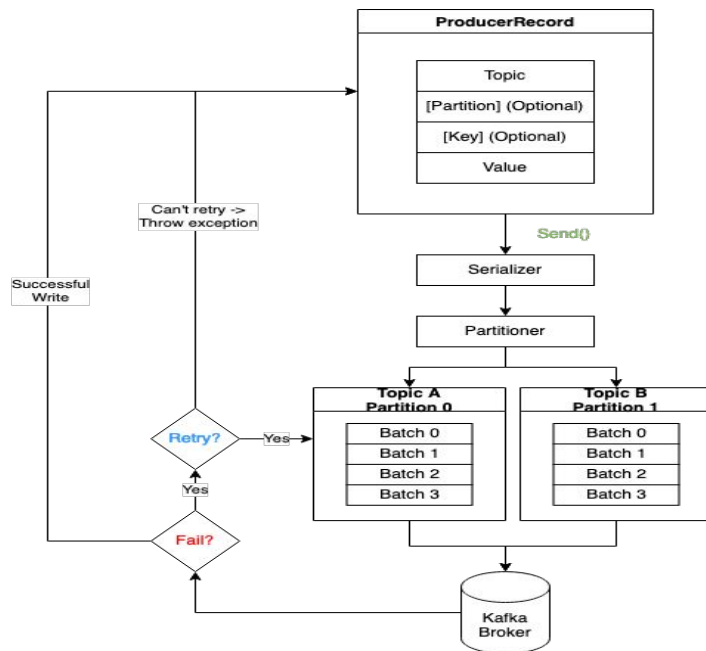 ProducerRecord
Topic
[Partition] (Optional)
[Key] (Optional)
Value
Can't retry ->
Throw exception
Send()
Successful
Write
Serializer
Partitioner
Topic A
Partition 0
Topic B
Partition 1
Retry?
Yes
Batch 0
Batch 1
Batch 2
Batch 3
Batch 0
Batch 1
Batch 2
Batch 3
Yes
Fail?
Kafka
Broker